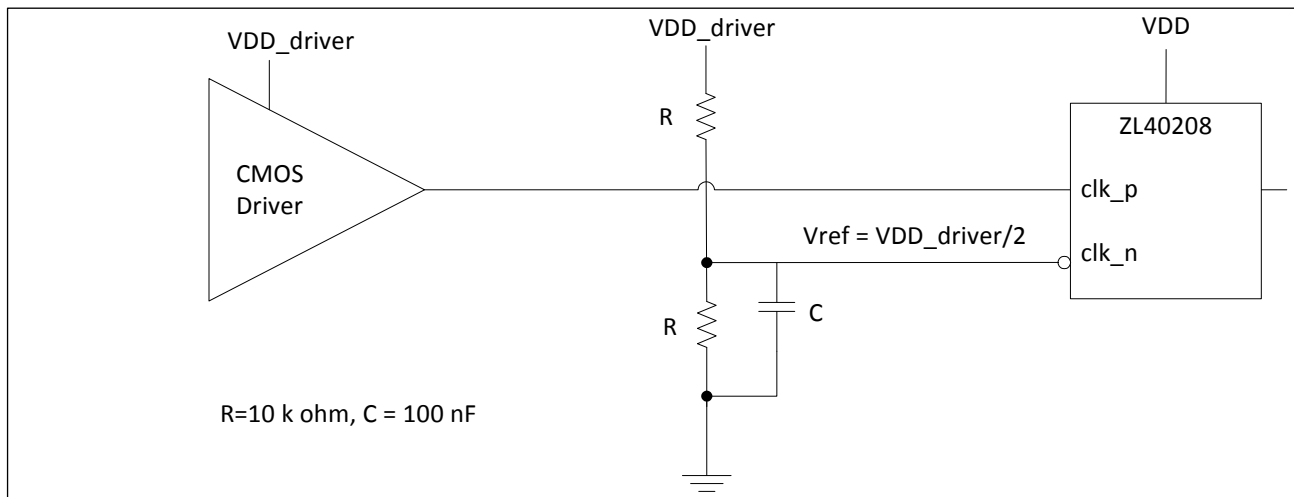 VDD_driver
VDD_driver
VDD
R
ZL40208
CMOS
Driver
clk_p
Vref = VDD_driver/2
clk_n
R
C
R=10 k ohm, C = 100 nF